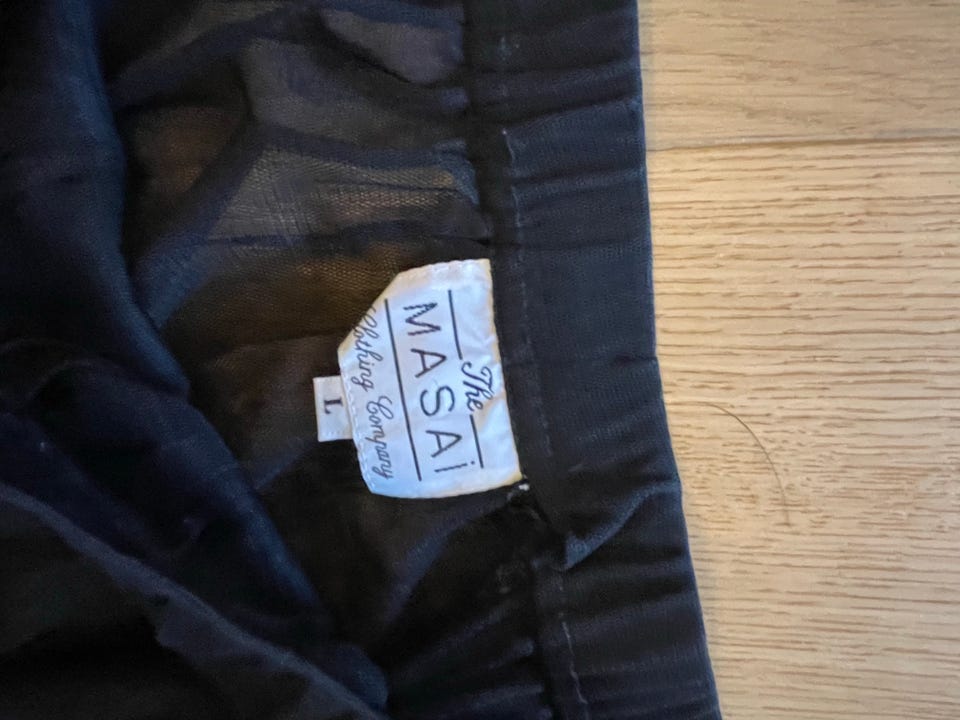 The
MASAi
Clothing Company
L